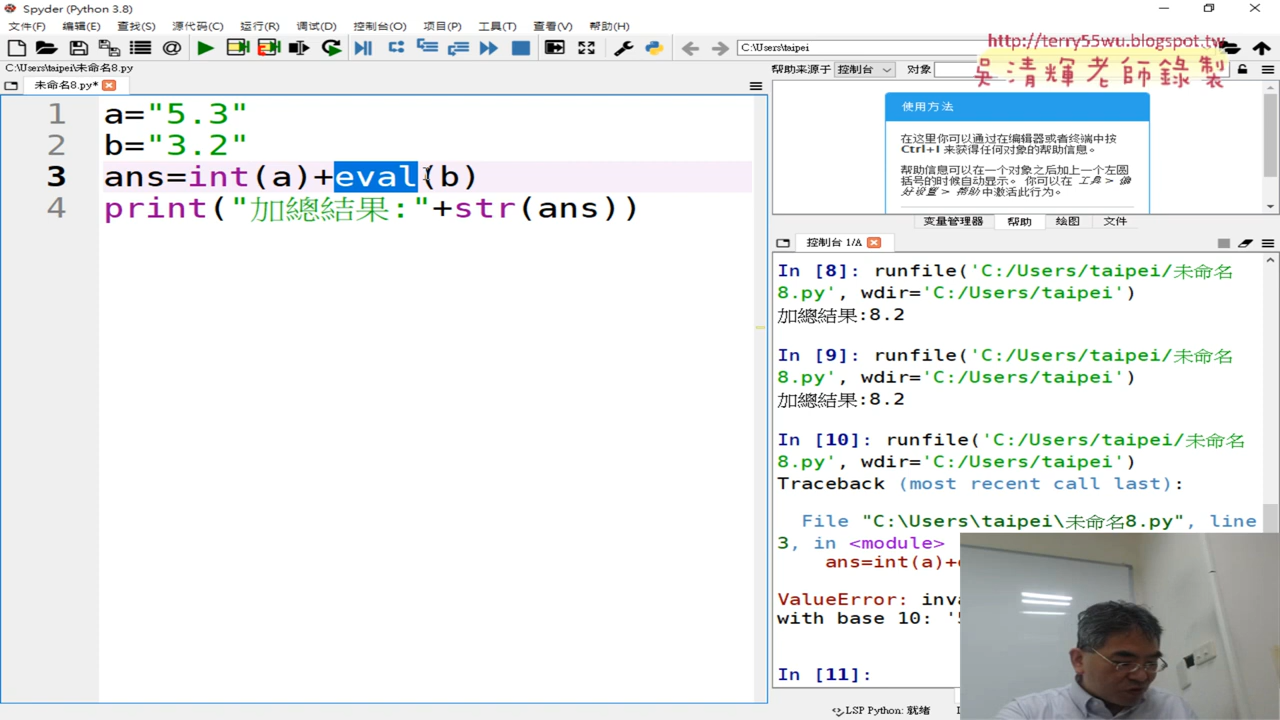 Spyder (Python 3.8)
文件(F) 编辑(E) 查找(S) 源代码(C) 运行(R) 调试(D) 控制台(O) 项目(P) 工具(T) 查看(V) 帮助(H)
C:\Users\taipei
http://terry55wu.blogspot.tw
吳清輝老師錄製
C:\Users\taipei\未命名8.py
未命名8.py*
帮助来源于 控制台 对象
1 a="5.3"
2 b="3.2"
3 ans=int(a)+eval(b)
4 print("加總結果:"+str(ans))
使用方法
在这里你可以通过在编辑器或者终端中按
Ctrl+I 来获得任何对象的帮助信息。
帮助信息可以在一个对象之后加上一个左圆
括号的时候自动显示。 你可以在 工具 > 偏
好设置 > 帮助 中激活此行为。
变量管理器 帮助 绘图 文件
控制台 1/A
In [8]: runfile('C:/Users/taipei/未命名
8.py', wdir='C:/Users/taipei')
加總結果:8.2
In [9]: runfile('C:/Users/taipei/未命名
8.py', wdir='C:/Users/taipei')
加總結果:8.2
In [10]: runfile('C:/Users/taipei/未命名
8.py', wdir='C:/Users/taipei')
Traceback (most recent call last):
File "C:\Users\taipei\未命名8.py", line
3, in <module>
ans=int(a)+
ValueError: inva
with base 10: '5
In [11]:
LSP Python: 就绪